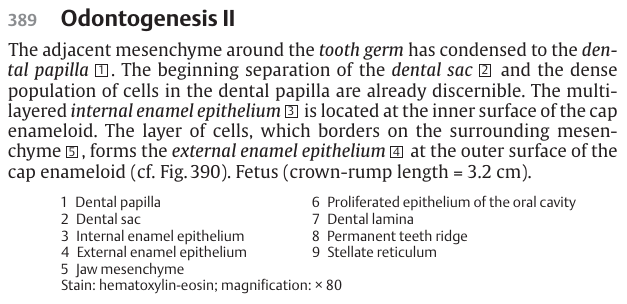 389 Odontogenesis II
The adjacent mesenchyme around the tooth germ has condensed to the den-
tal papilla 1. The beginning separation of the dental sac 2 and the dense
population of cells in the dental papilla are already discernible. The multi-
layered internal enamel epithelium 3 is located at the inner surface of the cap
enameloid. The layer of cells, which borders on the surrounding mesen-
chyme 5, forms the external enamel epithelium 4 at the outer surface of the
cap enameloid (cf. Fig. 390). Fetus (crown-rump length = 3.2 cm).
1 Dental papilla
2 Dental sac
3 Internal enamel epithelium
4 External enamel epithelium
5 Jaw mesenchyme
6 Proliferated epithelium of the oral cavity
7 Dental lamina
8 Permanent teeth ridge
9 Stellate reticulum
Stain: hematoxylin-eosin; magnification: × 80